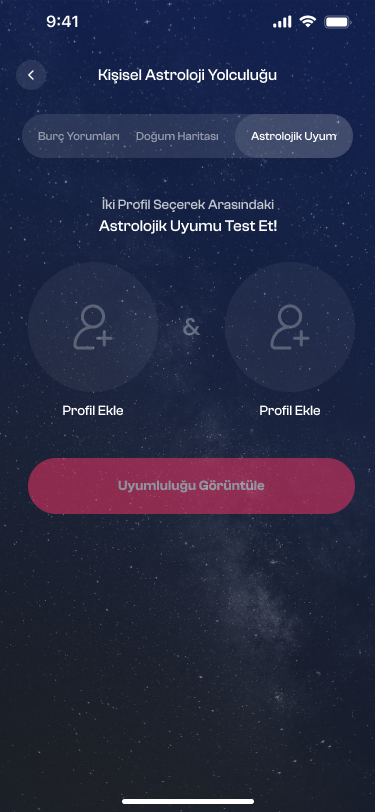 9:41
Kişisel Astroloji Yolculuğu
Burç Yorumları Doğum Haritası Astrolojik Uyum
İki Profil Seçerek Arasındaki
Astrolojik Uyumu Test Et!
&
Profil Ekle Profil Ekle
Uyumluluğu Görüntüle